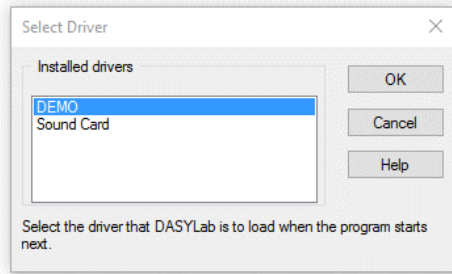 Select Driver
Installed drivers
DEMO
Sound Card
OK
Cancel
Help
Select the driver that DASYLab is to load when the program starts
next.